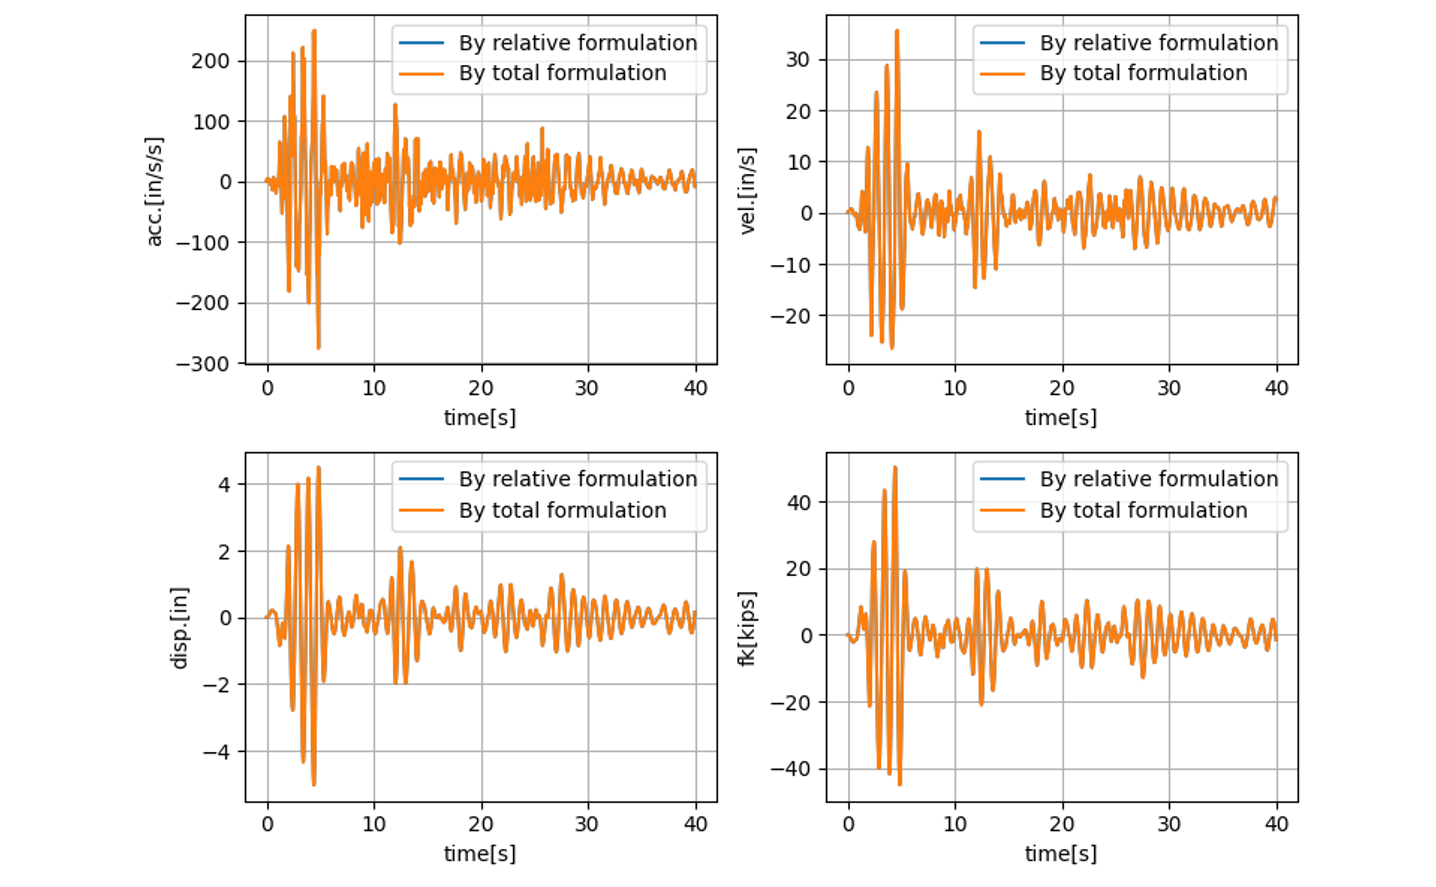 By relative formulation
By total formulation
200
100
0
−100
−200
−300
acc.[in/s/s]
0 10 20 30 40
time[s]
By relative formulation
By total formulation
30
20
10
0
−10
−20
vel.[in/s]
0 10 20 30 40
time[s]
By relative formulation
By total formulation
4
2
0
−2
−4
disp.[in]
0 10 20 30 40
time[s]
By relative formulation
By total formulation
40
20
0
−20
−40
fk[kips]
0 10 20 30 40
time[s]